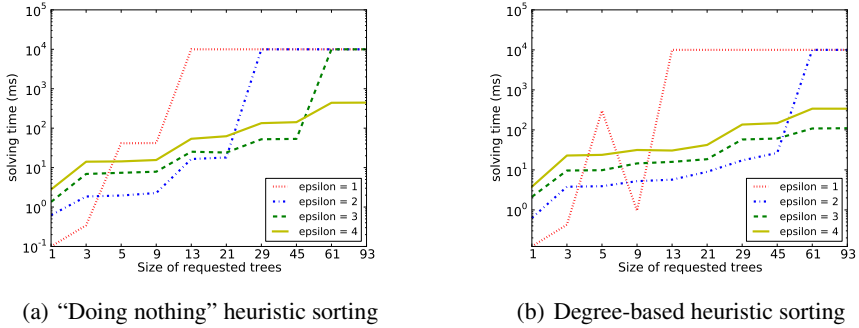 10^5
10^4
10^3
10^2
10^1
10^0
10^-1
solving time (ms)
1 3 5 9 13 21 29 45 61 93
Size of requested trees
epsilon = 1
epsilon = 2
epsilon = 3
epsilon = 4
(a) “Doing nothing” heuristic sorting
10^5
10^4
10^3
10^2
10^1
10^0
solving time (ms)
1 3 5 9 13 21 29 45 61 93
Size of requested trees
epsilon = 1
epsilon = 2
epsilon = 3
epsilon = 4
(b) Degree-based heuristic sorting